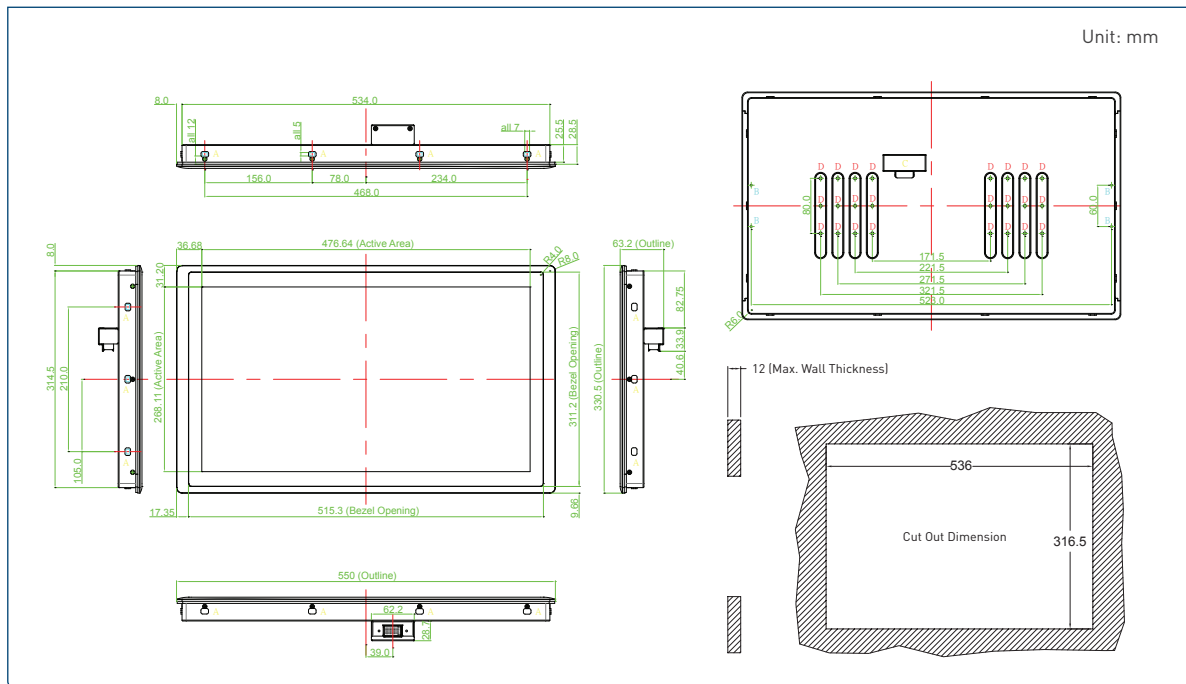 Unit: mm
8.0
534.0
all 12
all 5
all 7
25.5
28.5
A
A
A
A
156.0
78.0
234.0
468.0
D D D D
D D D D
C
B
B
D D D D
D D D D
80.0
60.0
B
B
D D D D
D D D D
171.5
221.5
271.5
321.5
523.0
R6.0
8.0
36.68
476.64 (Active Area)
R4.0
R8.0
31.20
63.2 (Outline)
82.75
33.9
40.6
A
A
A
A
A
A
314.5
210.0
105.0
268.11 (Active Area)
311.2 (Bezel Opening)
330.5 (Outline)
17.35
515.3 (Bezel Opening)
9.66
12 (Max. Wall Thickness)
536
Cut Out Dimension
316.5
550 (Outline)
A
A
A
A
62.2
28.7
39.0